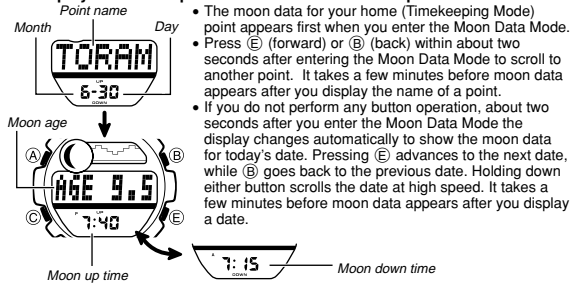 Point name
Month
Day
TORAM
UP
6-30
DOWN
Moon age
A
B
AGE 9.5
P
UP
7:40
C
E
Moon up time
A
7:15
DOWN
Moon down time
• The moon data for your home (Timekeeping Mode)
point appears first when you enter the Moon Data Mode.
• Press E (forward) or B (back) within about two
seconds after entering the Moon Data Mode to scroll to
another point. It takes a few minutes before moon data
appears after you display the name of a point.
• If you do not perform any button operation, about two
seconds after you enter the Moon Data Mode the
display changes automatically to show the moon data
for today's date. Pressing E advances to the next date,
while B goes back to the previous date. Holding down
either button scrolls the date at high speed. It takes a
few minutes before moon data appears after you display
a date.